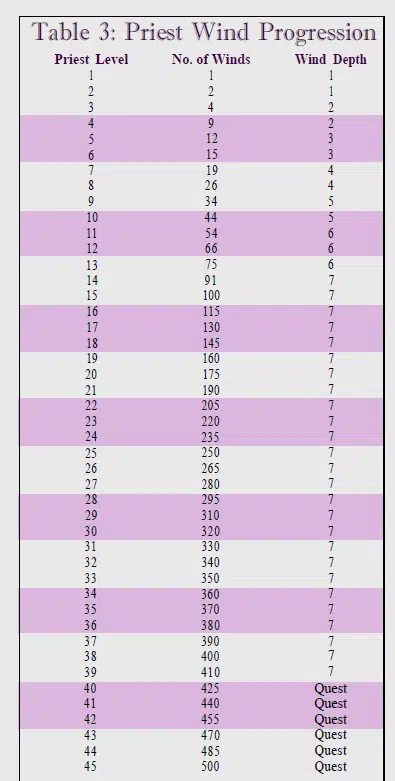 Table 3: Priest Wind Progression
Priest Level No. of Winds Wind Depth
1 1 1
2 2 1
3 4 2
4 9 2
5 12 3
6 15 3
7 19 4
8 26 4
9 34 5
10 44 5
11 54 6
12 66 6
13 75 6
14 91 7
15 100 7
16 115 7
17 130 7
18 145 7
19 160 7
20 175 7
21 190 7
22 205 7
23 220 7
24 235 7
25 250 7
26 265 7
27 280 7
28 295 7
29 310 7
30 320 7
31 330 7
32 340 7
33 350 7
34 360 7
35 370 7
36 380 7
37 390 7
38 400 7
39 410 7
40 425 Quest
41 440 Quest
42 455 Quest
43 470 Quest
44 485 Quest
45 500 Quest